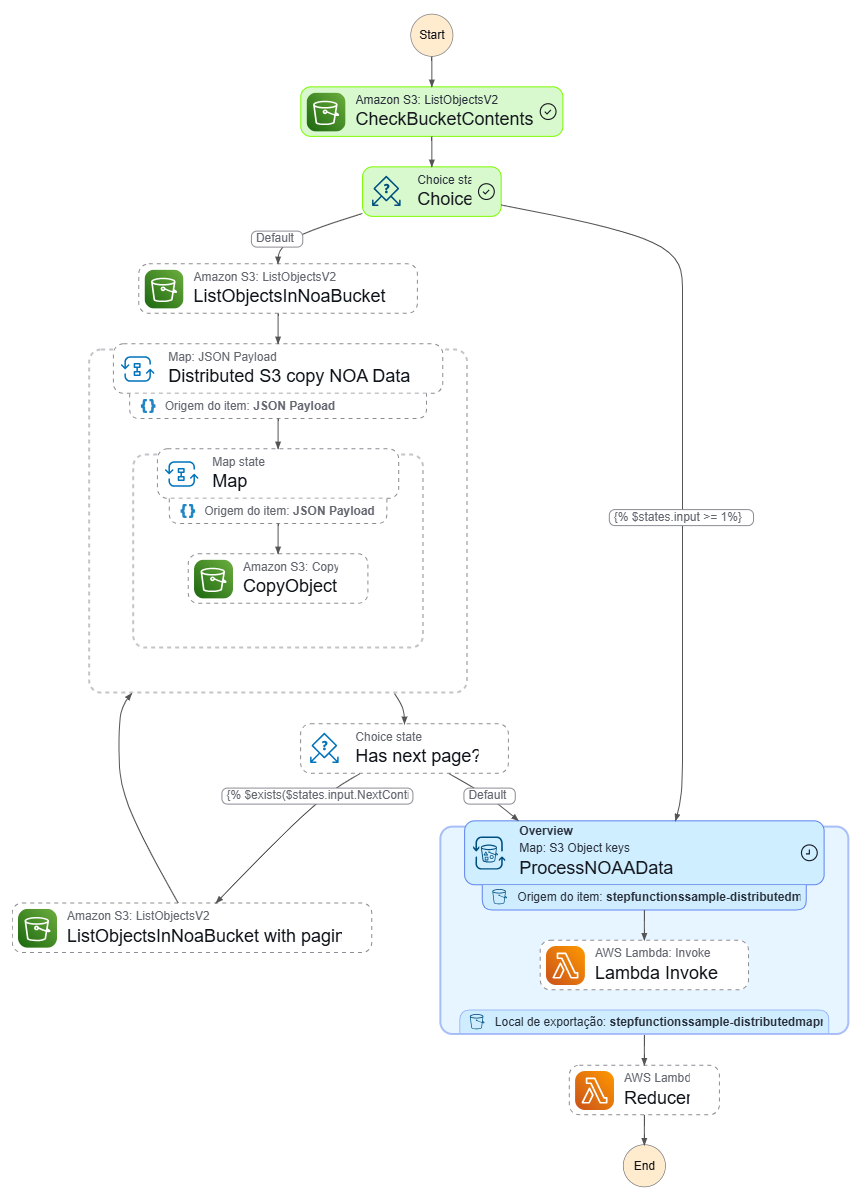 Start
Amazon S3: ListObjectsV2
CheckBucketContents
Choice sta
Choice
Default
Amazon S3: ListObjectsV2
ListObjectsInNoaBucket
Map: JSON Payload
Distributed S3 copy NOA Data
{} Origem do item: JSON Payload
Map state
Map
{} Origem do item: JSON Payload
{% $states.input >= 1%}
Amazon S3: Copy
CopyObject
Choice state
Has next page?
{% $exists($states.input.NextConti
Default
Overview
Map: S3 Object keys
ProcessNOAAData
Origem do item: stepfunctionssample-distributedm
Amazon S3: ListObjectsV2
ListObjectsInNoaBucket with pagin
AWS Lambda: Invoke
Lambda Invoke
Local de exportação: stepfunctionssample-distributedmapr
AWS Lambd
Reducer
End